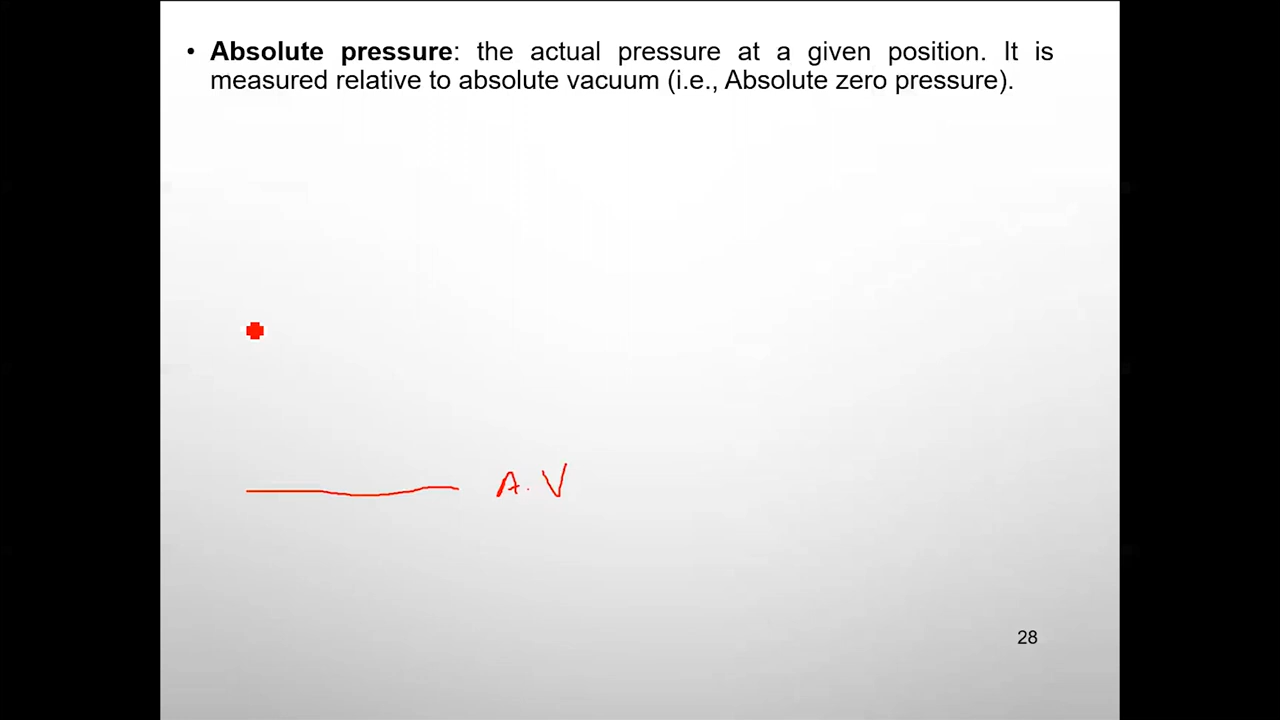 • Absolute pressure: the actual pressure at a given position. It is
measured relative to absolute vacuum (i.e., Absolute zero pressure).
A.V
28